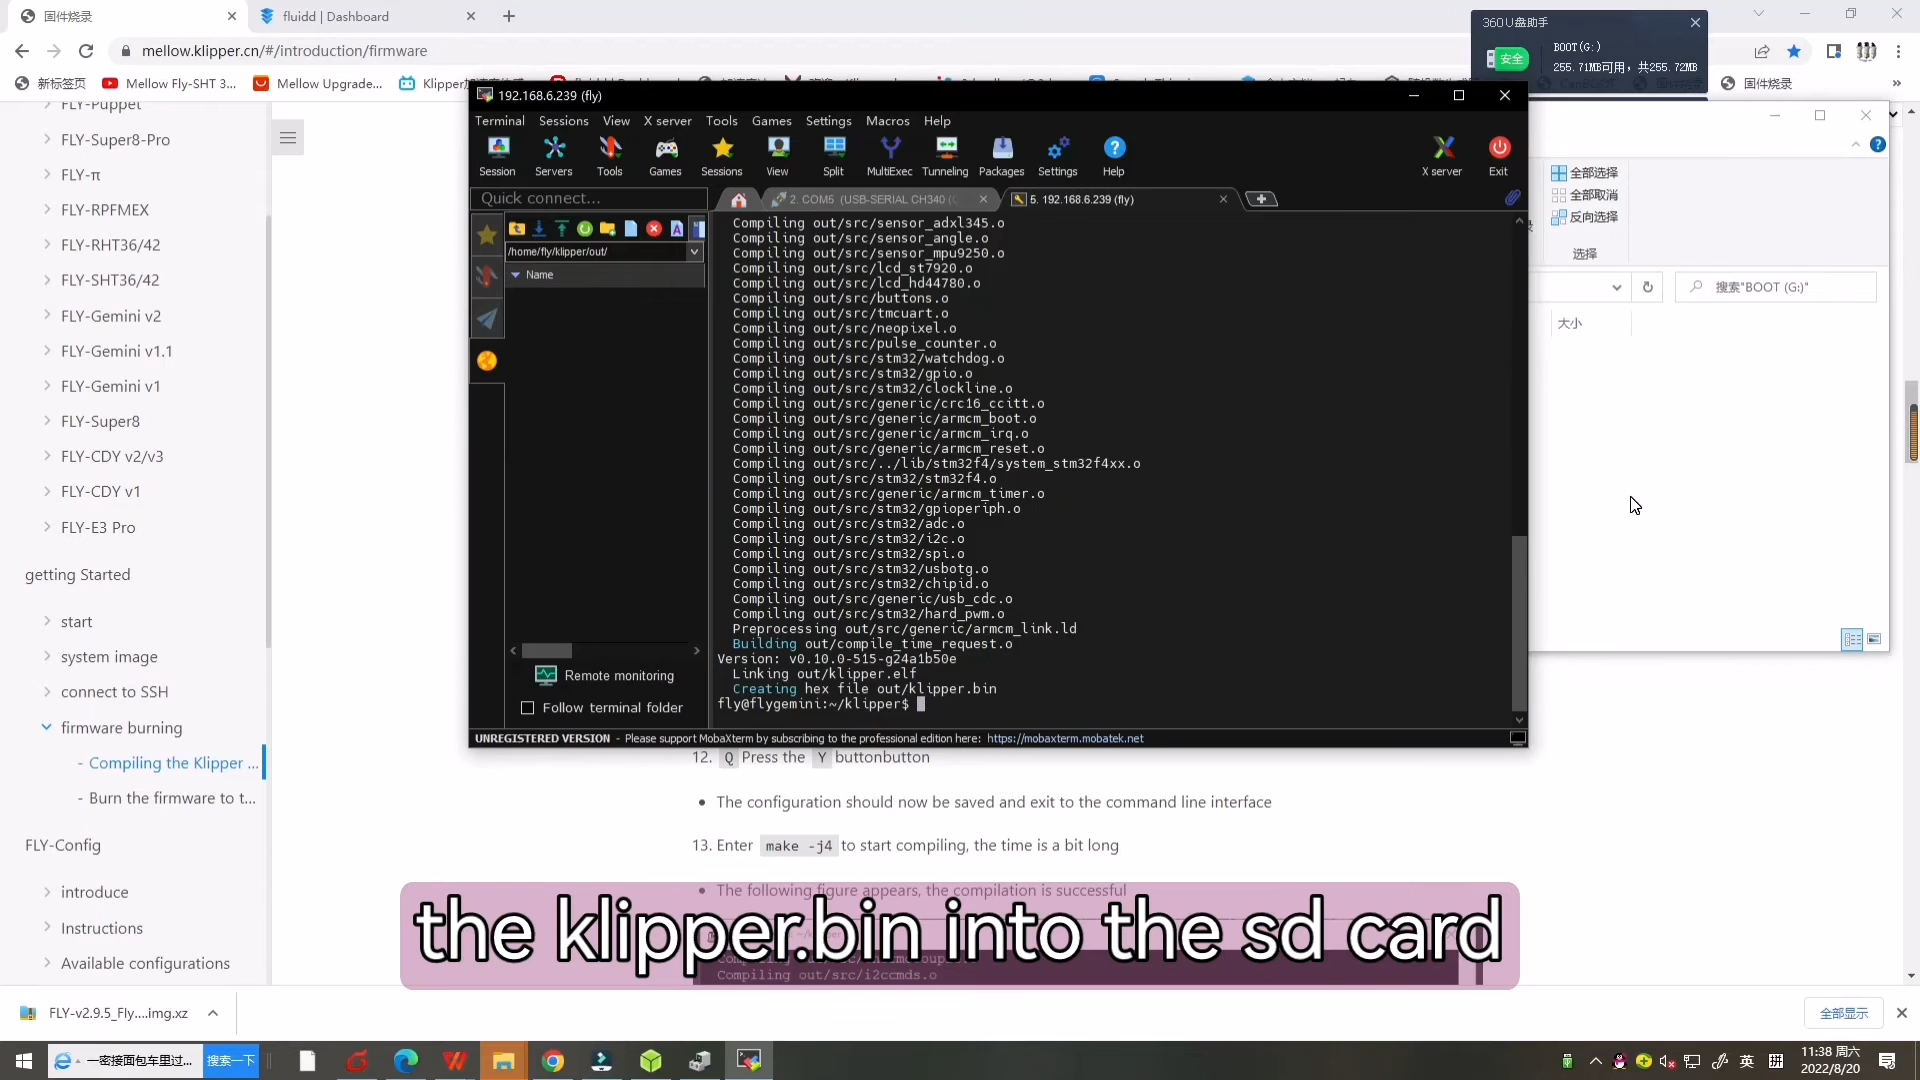 固件烧录
fluidd | Dashboard
360U盘助手
安全
BOOT(G:)
255.71MB可用，共255.72MB
mellow.klipper.cn/#/introduction/firmware
新标签页
Mellow Fly-SHT 3...
Mellow Upgrade...
固件烧录
FLY-Puppet
FLY-Super8-Pro
FLY-π
FLY-RPFMEX
FLY-RHT36/42
FLY-SHT36/42
FLY-Gemini v2
FLY-Gemini v1.1
FLY-Gemini v1
FLY-Super8
FLY-CDY v2/v3
FLY-CDY v1
FLY-E3 Pro
getting Started
start
system image
connect to SSH
firmware burning
- Compiling the Klipper ...
- Burn the firmware to t...
FLY-Config
introduce
Instructions
Available configurations
192.168.6.239 (fly)
Terminal Sessions View X server Tools Games Settings Macros Help
Session Servers Tools Games Sessions View Split MultiExec Tunneling Packages Settings Help X server Exit
Quick connect...
2. COM5 (USB-SERIAL CH340 (
5. 192.168.6.239 (fly)
/home/fly/klipper/out/
Name
Remote monitoring
Follow terminal folder
Compiling out/src/sensor_adxl345.o
Compiling out/src/sensor_angle.o
Compiling out/src/sensor_mpu9250.o
Compiling out/src/lcd_st7920.o
Compiling out/src/lcd_hd44780.o
Compiling out/src/buttons.o
Compiling out/src/tmcuart.o
Compiling out/src/neopixel.o
Compiling out/src/pulse_counter.o
Compiling out/src/stm32/watchdog.o
Compiling out/src/stm32/gpio.o
Compiling out/src/stm32/clockline.o
Compiling out/src/generic/crc16_ccitt.o
Compiling out/src/generic/armcm_boot.o
Compiling out/src/generic/armcm_irq.o
Compiling out/src/generic/armcm_reset.o
Compiling out/src/../lib/stm32f4/system_stm32f4xx.o
Compiling out/src/stm32/stm32f4.o
Compiling out/src/generic/armcm_timer.o
Compiling out/src/stm32/gpioperiph.o
Compiling out/src/stm32/adc.o
Compiling out/src/stm32/i2c.o
Compiling out/src/stm32/spi.o
Compiling out/src/stm32/usbotg.o
Compiling out/src/stm32/chipid.o
Compiling out/src/generic/usb_cdc.o
Compiling out/src/stm32/hard_pwm.o
Preprocessing out/src/generic/armcm_link.ld
Building out/compile_time_request.o
Version: v0.10.0-515-g24a1b50e
Linking out/klipper.elf
Creating hex file out/klipper.bin
fly@flygemini:~/klipper$
UNREGISTERED VERSION - Please support MobaXterm by subscribing to the professional edition here: https://mobaxterm.mobatek.net
全部选择
全部取消
反向选择
选择
搜索"BOOT (G:)"
大小
12. Q Press the Y buttonbutton
The configuration should now be saved and exit to the command line interface
13. Enter make -j4 to start compiling, the time is a bit long
The following figure appears, the compilation is successful
the klipper.bin into the sd card
Compiling out/src/i2ccmds.o
FLY-v2.9.5_Fly....img.xz
全部显示
一密接面包车里过...
搜索一下
英
拼
11:38 周六
2022/8/20